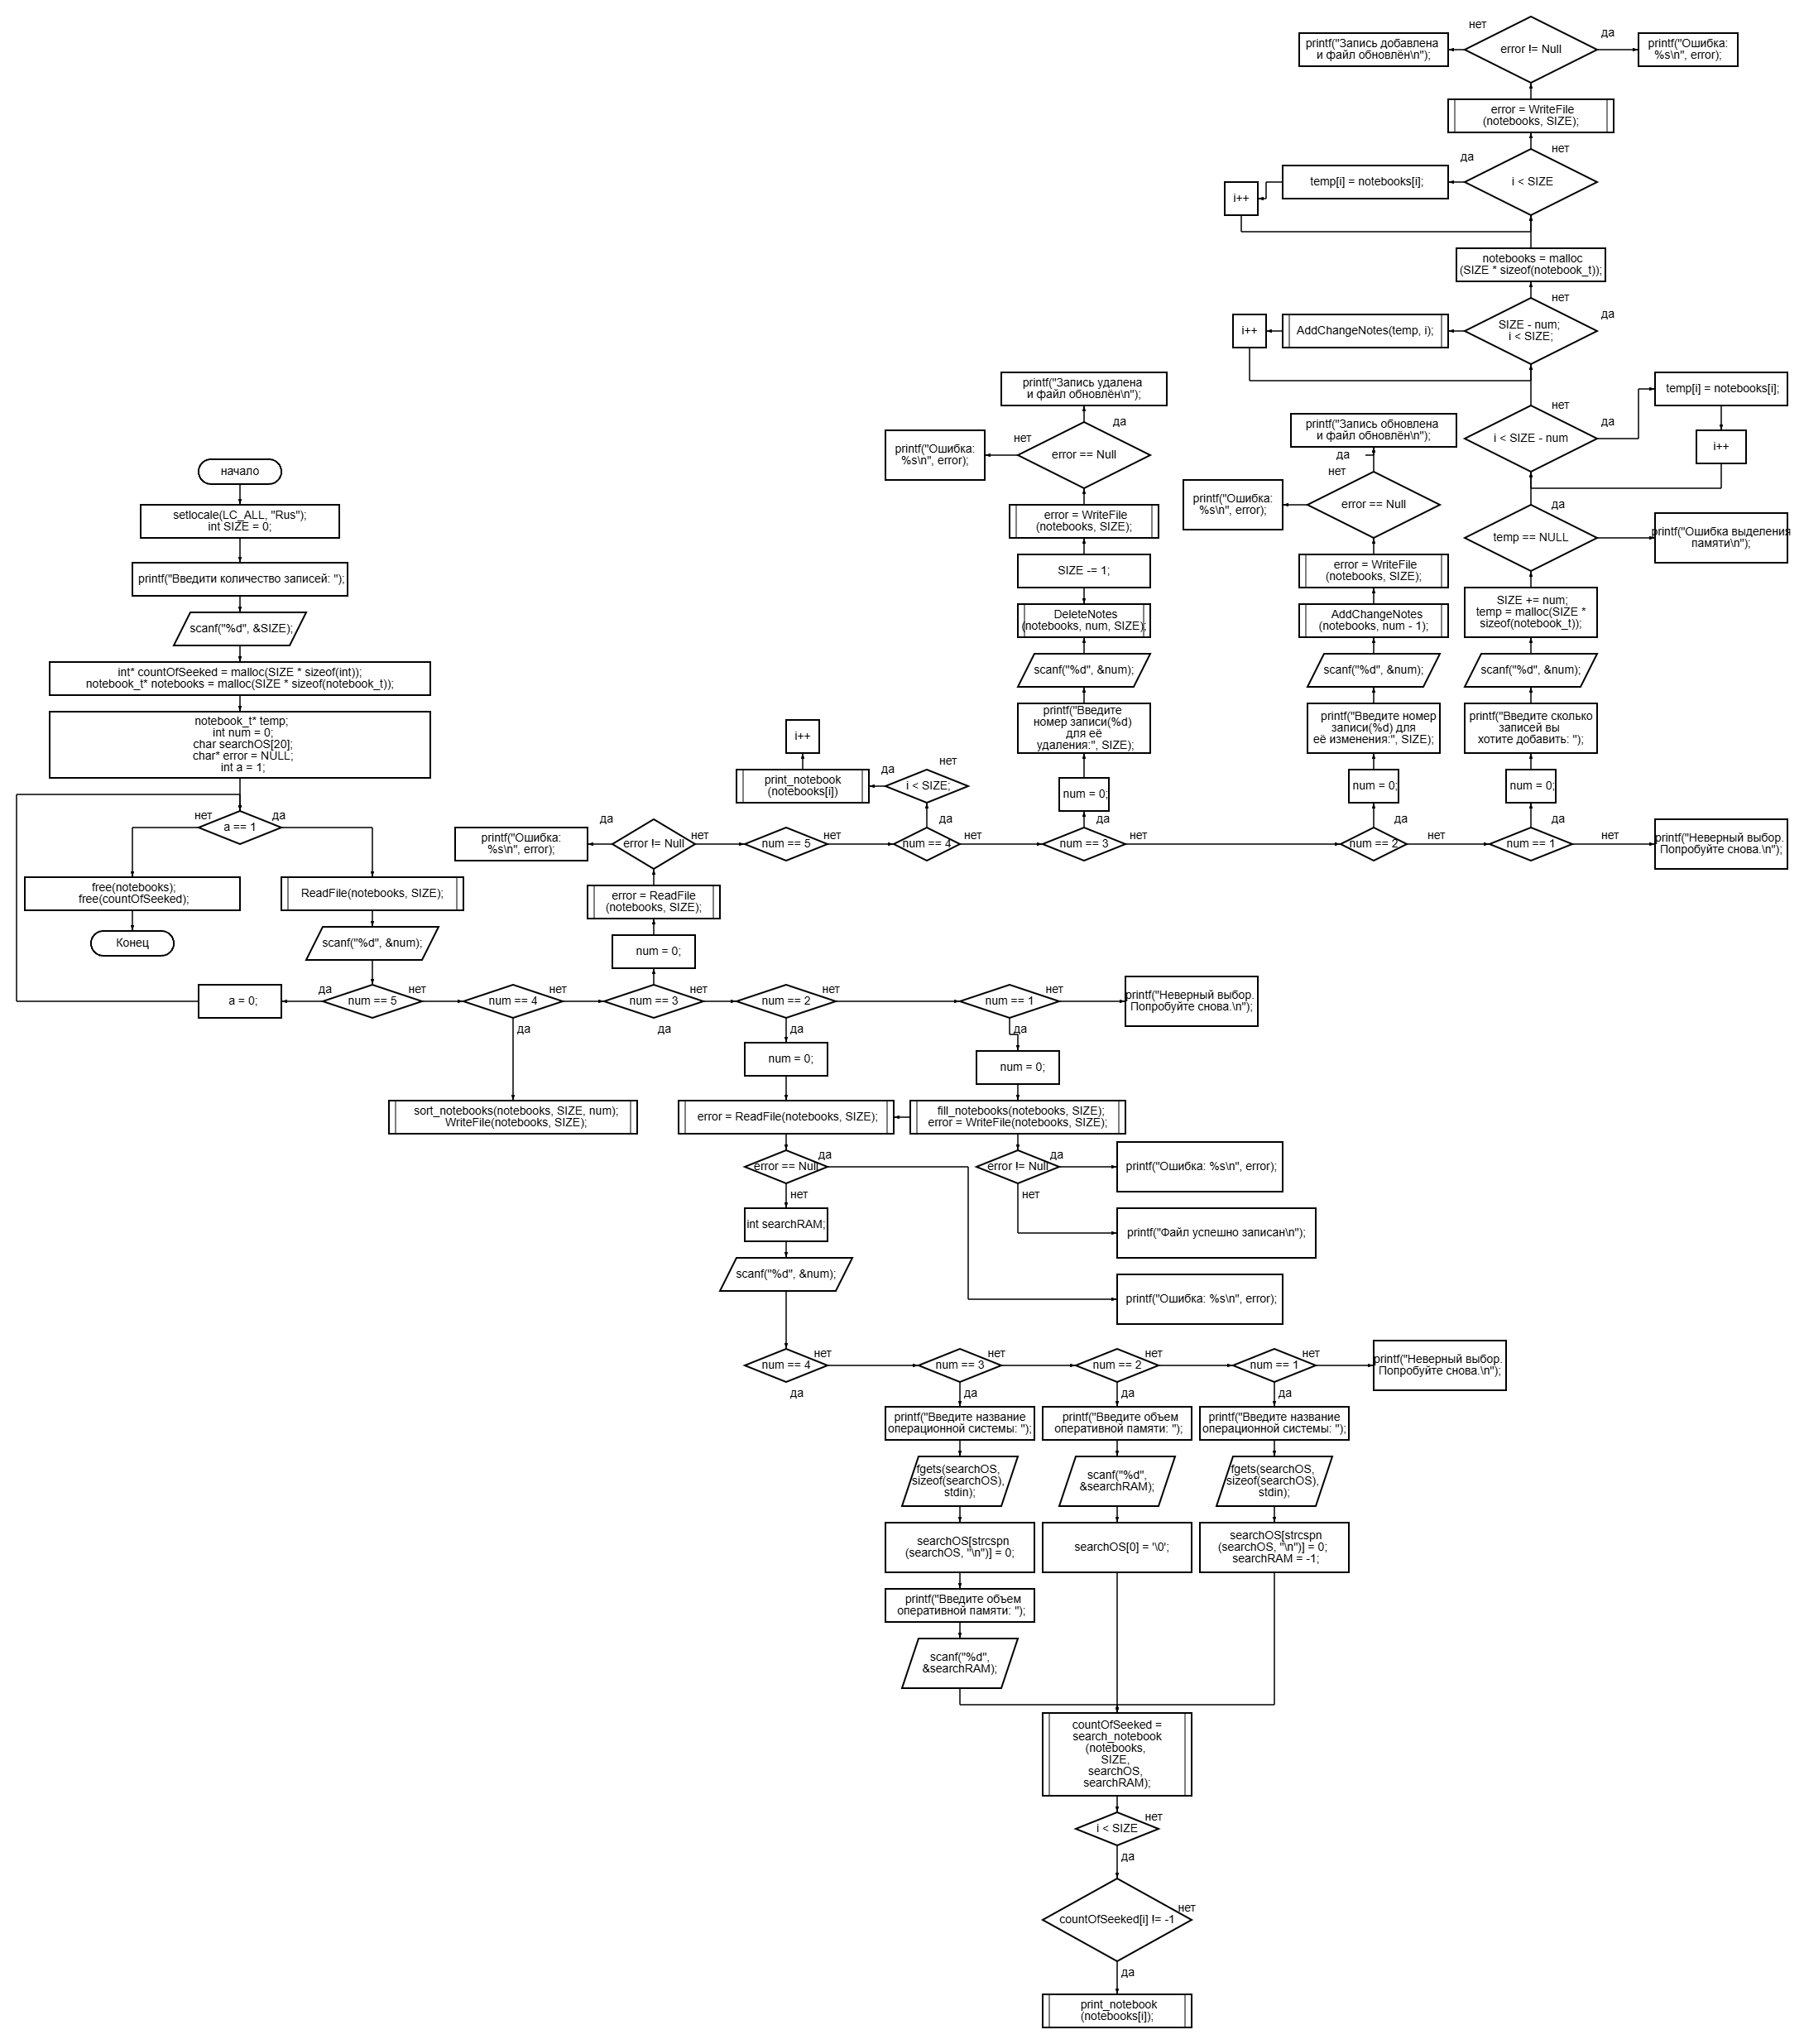 нет
да
printf("Запись добавлена
и файл обновлён\n");
error != Null
printf("Ошибка:
%s\n", error);
error = WriteFile
(notebooks, SIZE);
да
нет
temp[i] = notebooks[i];
i < SIZE
i++
notebooks = malloc
(SIZE * sizeof(notebook_t));
нет
да
i++
AddChangeNotes(temp, i);
SIZE - num;
i < SIZE;
printf("Запись удалена
и файл обновлён\n");
temp[i] = notebooks[i];
нет
да
i < SIZE - num
i++
printf("Запись обновлена
и файл обновлён\n");
да
нет
да
нет
printf("Ошибка:
%s\n", error);
error == Null
printf("Ошибка:
%s\n", error);
error == Null
да
temp == NULL
printf("Ошибка выделения
памяти\n");
начало
setlocale(LC_ALL, "Rus");
int SIZE = 0;
error = WriteFile
(notebooks, SIZE);
SIZE -= 1;
error = WriteFile
(notebooks, SIZE);
printf("Введити количество записей: ");
SIZE += num;
temp = malloc(SIZE *
sizeof(notebook_t));
scanf("%d", &SIZE);
DeleteNotes
(notebooks, num, SIZE);
AddChangeNotes
(notebooks, num - 1);
int* countOfSeeked = malloc(SIZE * sizeof(int));
notebook_t* notebooks = malloc(SIZE * sizeof(notebook_t));
scanf("%d", &num);
scanf("%d", &num);
scanf("%d", &num);
notebook_t* temp;
int num = 0;
char searchOS[20];
char* error = NULL;
int a = 1;
i++
printf("Введите
номер записи(%d)
для её
удаления:", SIZE);
printf("Введите номер
записи(%d) для
её изменения:", SIZE);
printf("Введите сколько
записей вы
хотите добавить: ");
print_notebook
(notebooks[i])
да
нет
i < SIZE;
num = 0;
num = 0;
num = 0;
нет
да
a == 1
да
printf("Ошибка:
%s\n", error);
error != Null
нет
num == 5
нет
num == 4
да
нет
num == 3
да
нет
num == 2
да
нет
num == 1
да
нет
printf("Неверный выбор.
Попробуйте снова.\n");
free(notebooks);
free(countOfSeeked);
ReadFile(notebooks, SIZE);
error = ReadFile
(notebooks, SIZE);
Конец
scanf("%d", &num);
num = 0;
a = 0;
да
num == 5
нет
num == 4
нет
num == 3
нет
num == 2
нет
num == 1
нет
printf("Неверный выбор.
Попробуйте снова.\n");
да
да
да
да
num = 0;
num = 0;
sort_notebooks(notebooks, SIZE, num);
WriteFile(notebooks, SIZE);
error = ReadFile(notebooks, SIZE);
fill_notebooks(notebooks, SIZE);
error = WriteFile(notebooks, SIZE);
error == Null
да
error != Null
да
printf("Ошибка: %s\n", error);
нет
нет
int searchRAM;
printf("Файл успешно записан\n");
scanf("%d", &num);
printf("Ошибка: %s\n", error);
num == 4
нет
num == 3
нет
num == 2
нет
num == 1
нет
printf("Неверный выбор.
Попробуйте снова.\n");
да
да
да
да
printf("Введите название
операционной системы: ");
printf("Введите объем
оперативной памяти: ");
printf("Введите название
операционной системы: ");
fgets(searchOS,
sizeof(searchOS),
stdin);
scanf("%d",
&searchRAM);
fgets(searchOS,
sizeof(searchOS),
stdin);
searchOS[strcspn
(searchOS, "\n")] = 0;
searchOS[0] = '\0';
searchOS[strcspn
(searchOS, "\n")] = 0;
searchRAM = -1;
printf("Введите объем
оперативной памяти: ");
scanf("%d",
&searchRAM);
countOfSeeked =
search_notebook
(notebooks,
SIZE,
searchOS,
searchRAM);
нет
i < SIZE
да
нет
countOfSeeked[i] != -1
да
print_notebook
(notebooks[i]);